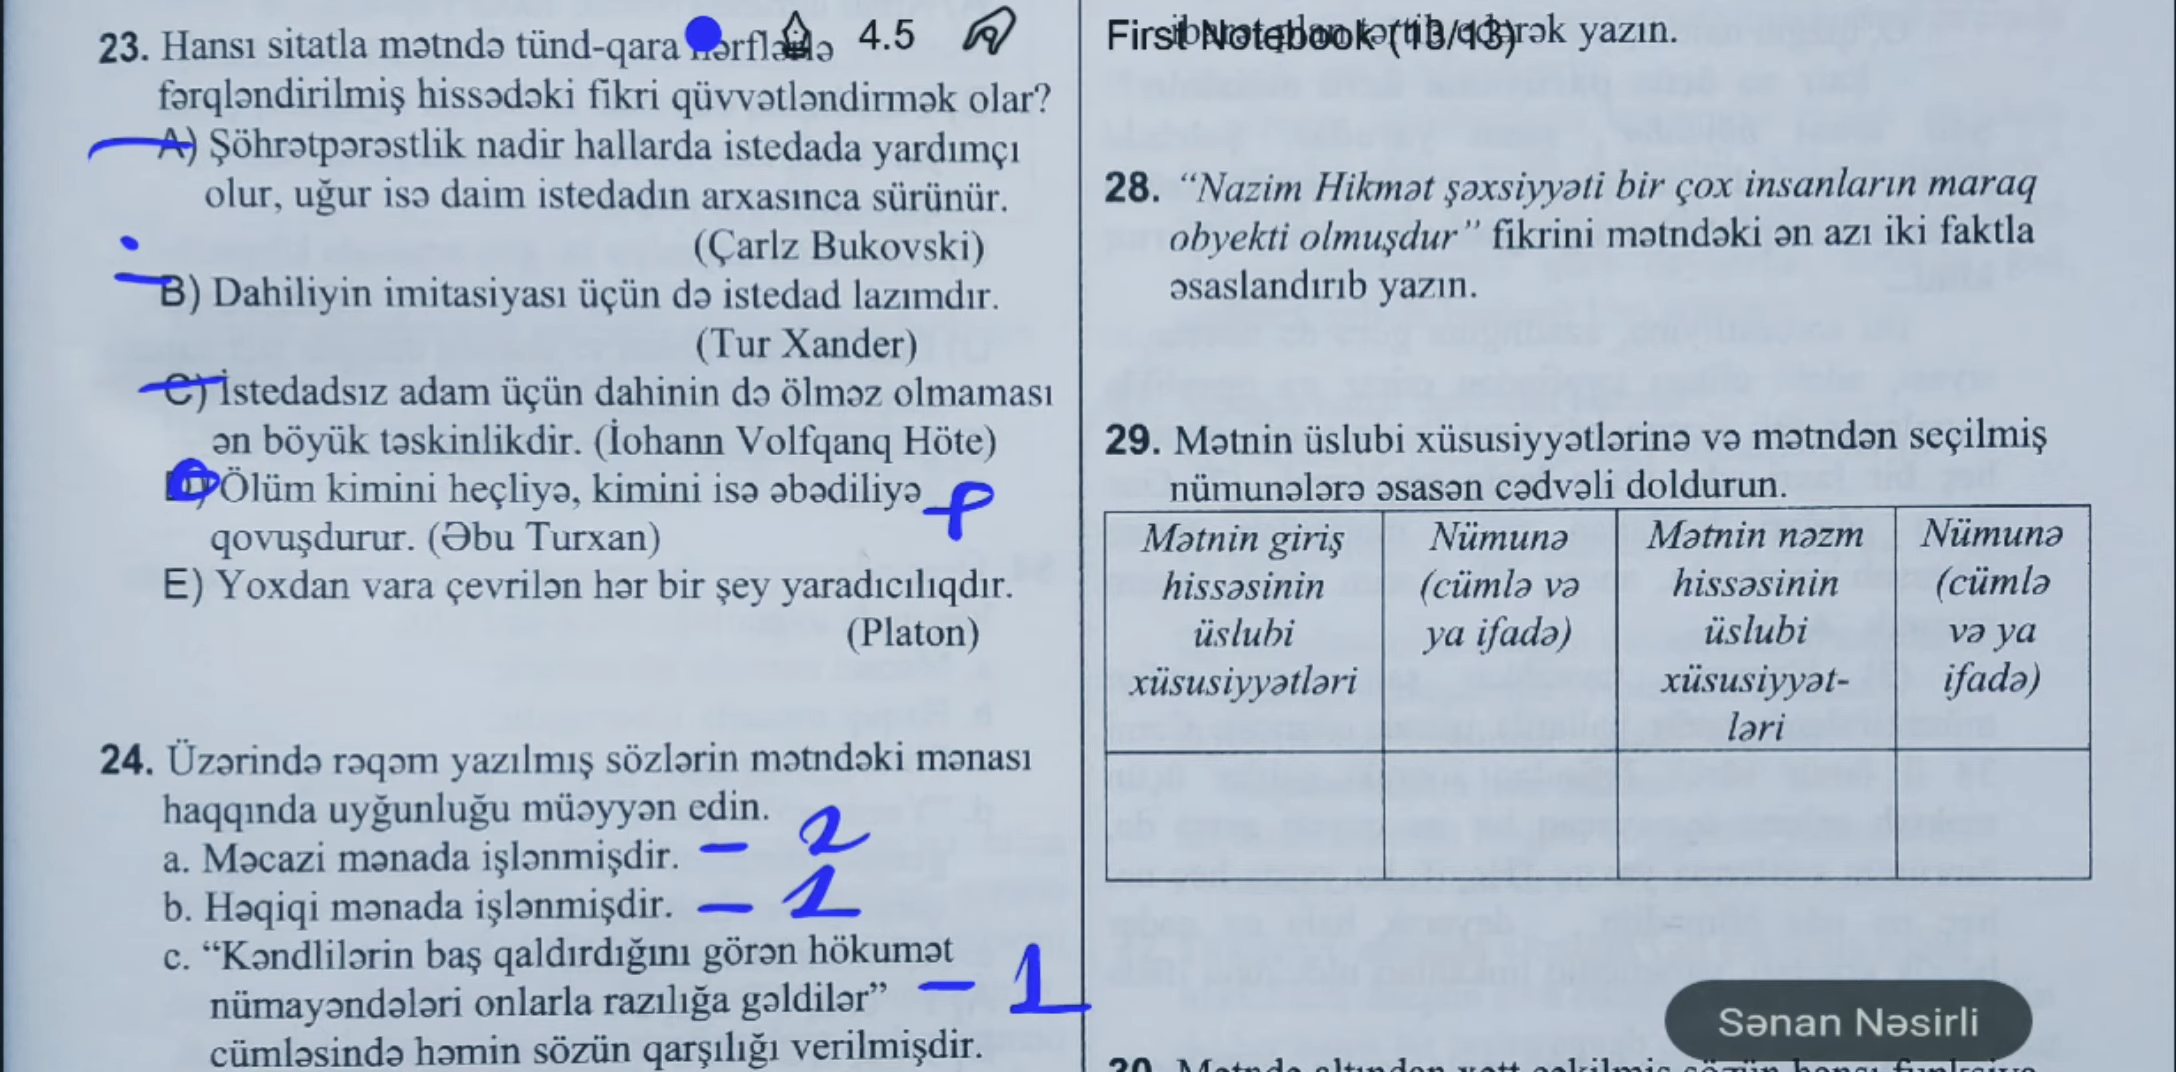 23. Hansı sitatla mətndə tünd-qara
4.5
fərqləndirilmiş hissədəki fikri qüvvətləndirmək olar?
A) Şöhrətpərəstlik nadir hallarda istedada yardımçı
olur, uğur isə daim istedadın arxasınca sürünür.
(Çarlz Bukovski)
B) Dahiliyin imitasiyası üçün də istedad lazımdır.
(Tur Xander)
C) İstedadsız adam üçün dahinin də ölməz olmaması
ən böyük təskinlikdir. (İohann Volfqanq Höte)
D) Ölüm kimini heçliyə, kimini isə əbədiliyə
qovuşdurur. (Əbu Turxan)
E) Yoxdan vara çevrilən hər bir şey yaradıcılıqdır.
(Platon)
24. Üzərində rəqəm yazılmış sözlərin mətndəki mənası
haqqında uyğunluğu müəyyən edin.
a. Məcazi mənada işlənmişdir. - 2
b. Həqiqi mənada işlənmişdir. - 1
c. “Kəndlilərin baş qaldırdığını görən hökumət
nümayəndələri onlarla razılığa gəldilər” - 1
cümləsində həmin sözün qarşılığı verilmişdir.
First Notebook (13/13)
yazın.
28. “Nazim Hikmət şəxsiyyəti bir çox insanların maraq
obyekti olmuşdur” fikrini mətndəki ən azı iki faktla
əsaslandırıb yazın.
29. Mətnin üslubi xüsusiyyətlərinə və mətndən seçilmiş
nümunələrə əsasən cədvəli doldurun.
Mətnin giriş
hissəsinin
üslubi
xüsusiyyətləri
Nümunə
(cümlə və
ya ifadə)
Mətnin nəzm
hissəsinin
üslubi
xüsusiyyət-
ləri
Nümunə
(cümlə
və ya
ifadə)
Sənan Nəsirli